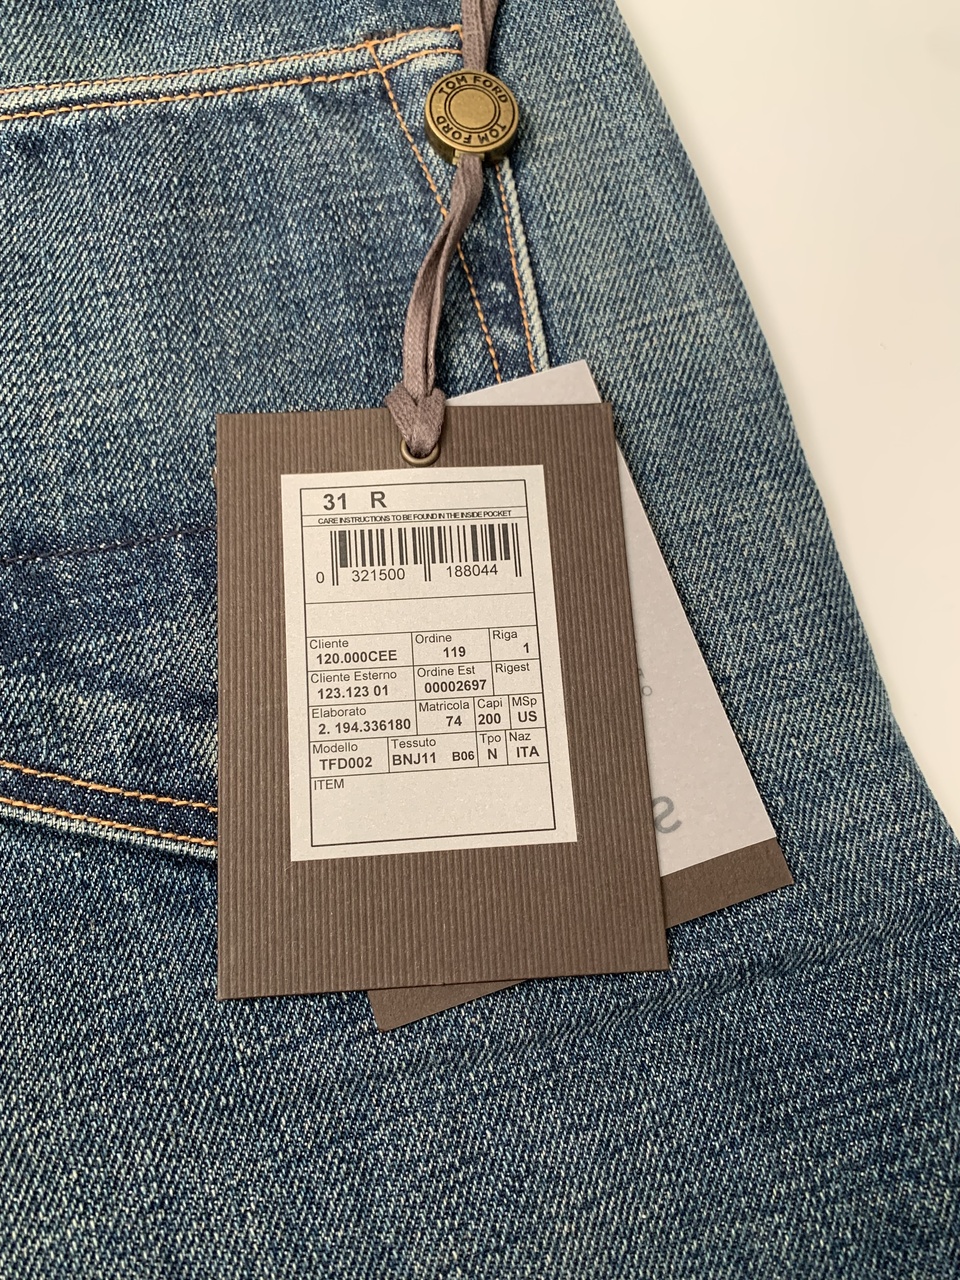 TOM FORD
TOM FORD
31 R
CARE INSTRUCTIONS TO BE FOUND IN THE INSIDE POCKET
0 321500 188044
Cliente Ordine Riga
120.000CEE 119 1
Cliente Esterno Ordine Est Rigest
123.123 01 00002697
Elaborato Matricola Capi MSp
2. 194.336180 74 200 US
Modello Tessuto Tpo Naz
TFD002 BNJ11 B06 N ITA
ITEM